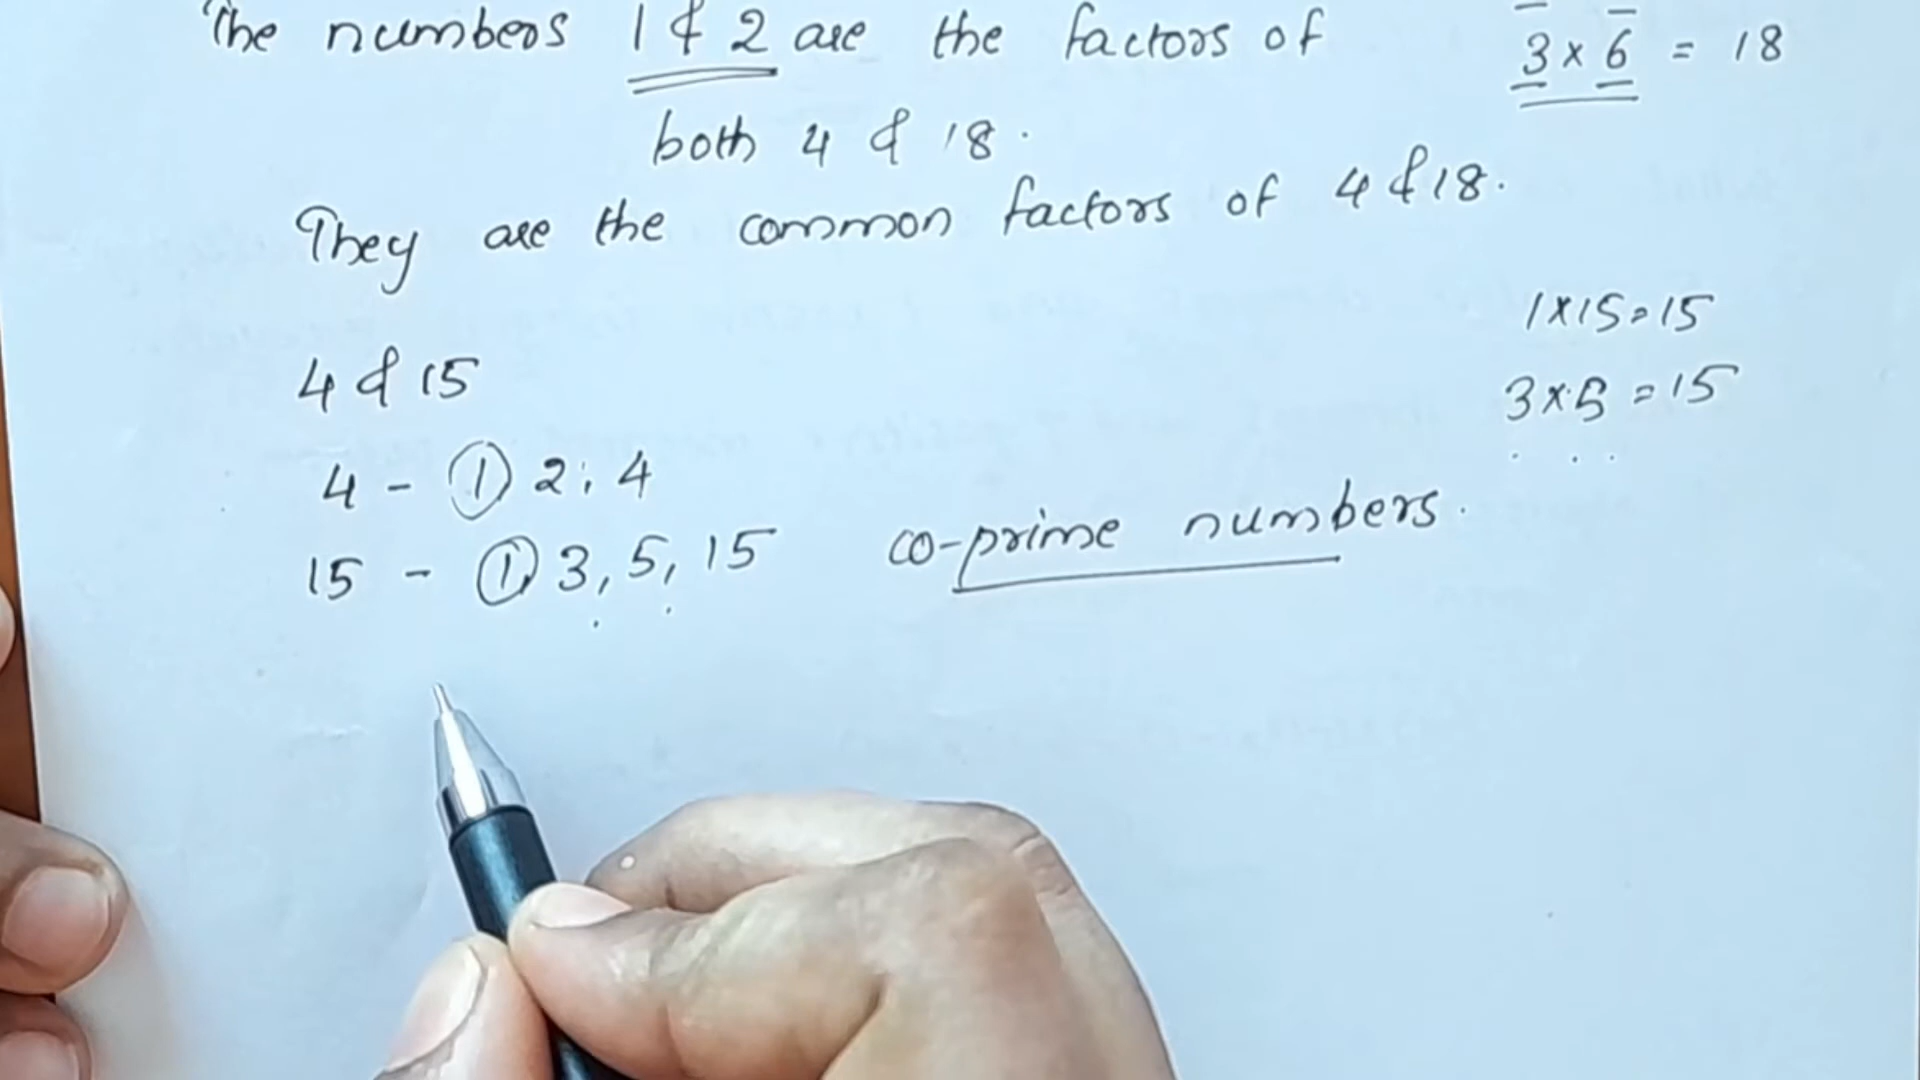 The numbers 1 & 2 are the factors of
3 x 6 = 18
both 4 & 18.
They are the common factors of 4 & 18.
1 x 15 = 15
4 & 15
3 x 5 = 15
4 - 1 2, 4
15 - 1, 3, 5, 15 co-prime numbers.